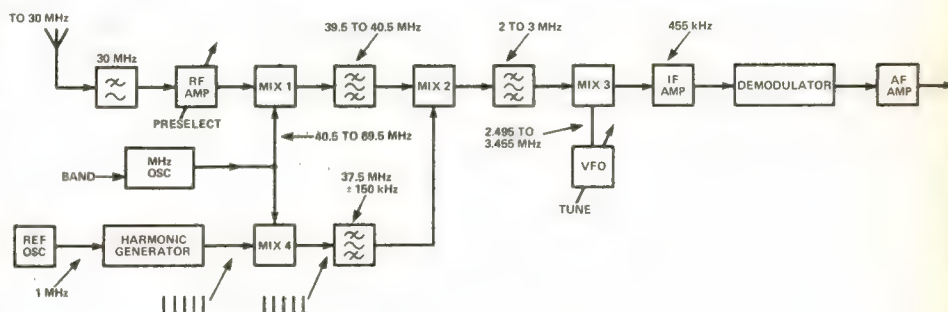 TO 30 MHz
39.5 TO 40.5 MHz
2 TO 3 MHz
455 kHz
30 MHz
RF
AMP
MIX 1
MIX 2
MIX 3
IF
AMP
DEMODULATOR
AF
AMP
PRESELECT
40.5 TO 69.5 MHz
2.495 TO
3.455 MHz
MHz
OSC
BAND
37.5 MHz
± 150 kHz
VFO
TUNE
REF
OSC
HARMONIC
GENERATOR
MIX 4
1 MHz